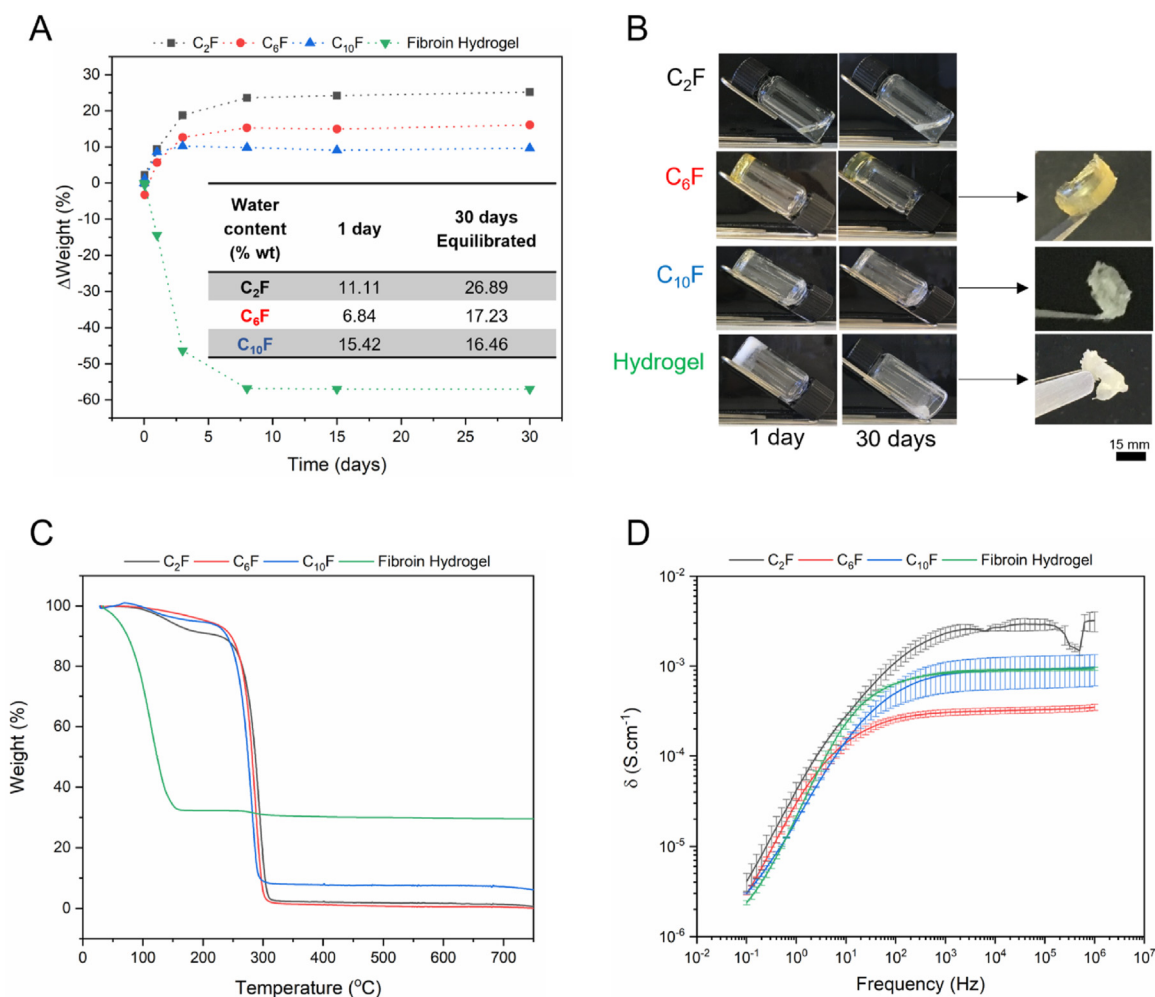 A
C₂F C₆F C₁₀F Fibroin Hydrogel
30
20
10
0
-10
-20
-30
-40
-50
-60
ΔWeight (%)
Water content (% wt) 1 day 30 days Equilibrated
C₂F 11.11 26.89
C₆F 6.84 17.23
C₁₀F 15.42 16.46
0 5 10 15 20 25 30
Time (days)
B
C₂F
C₆F
C₁₀F
Hydrogel
1 day 30 days
15 mm
C
C₂F C₆F C₁₀F Fibroin Hydrogel
100
80
60
40
20
0
Weight (%)
0 100 200 300 400 500 600 700
Temperature (°C)
D
C₂F C₆F C₁₀F Fibroin Hydrogel
10⁻²
10⁻³
10⁻⁴
10⁻⁵
10⁻⁶
δ (S.cm⁻¹)
10⁻² 10⁻¹ 10⁰ 10¹ 10² 10³ 10⁴ 10⁵ 10⁶ 10⁷
Frequency (Hz)